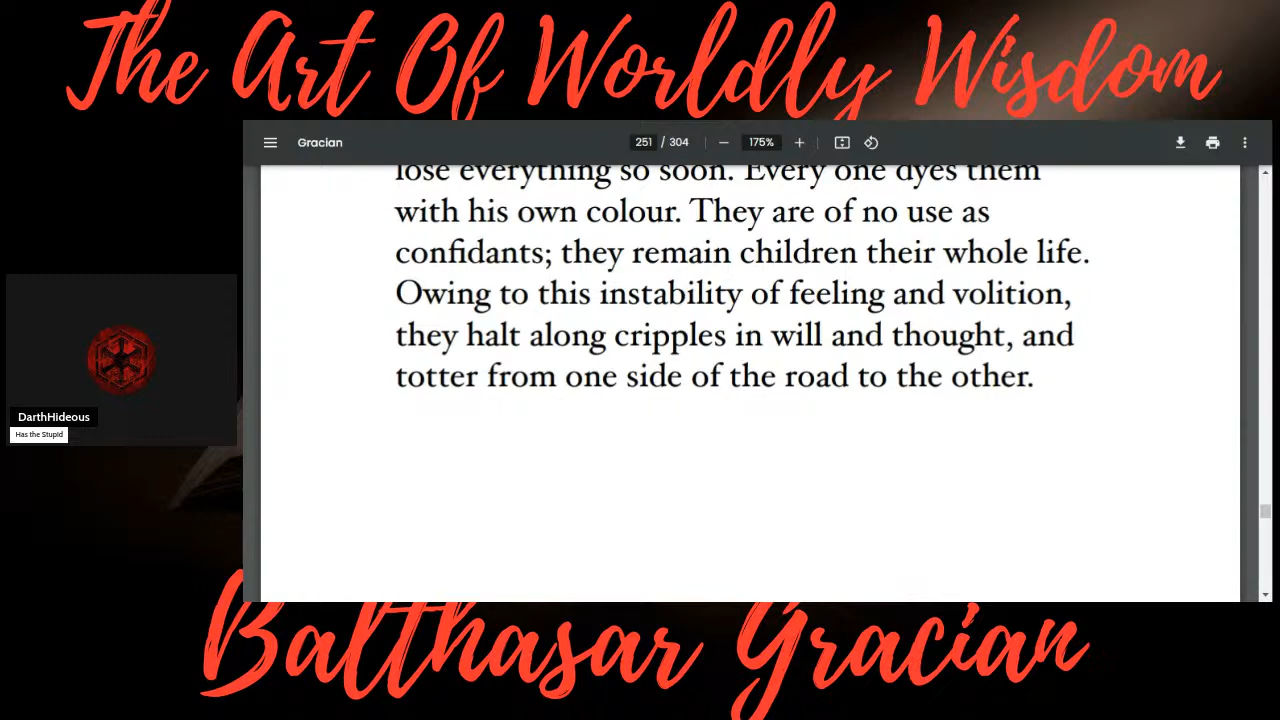 The Art Of Worldly Wisdom
Gracian
251 / 304
175%
lose everything so soon. Every one dyes them
with his own colour. They are of no use as
confidants; they remain children their whole life.
Owing to this instability of feeling and volition,
they halt along cripples in will and thought, and
totter from one side of the road to the other.
DarthHideous
Has the Stupid
Balthasar Gracian